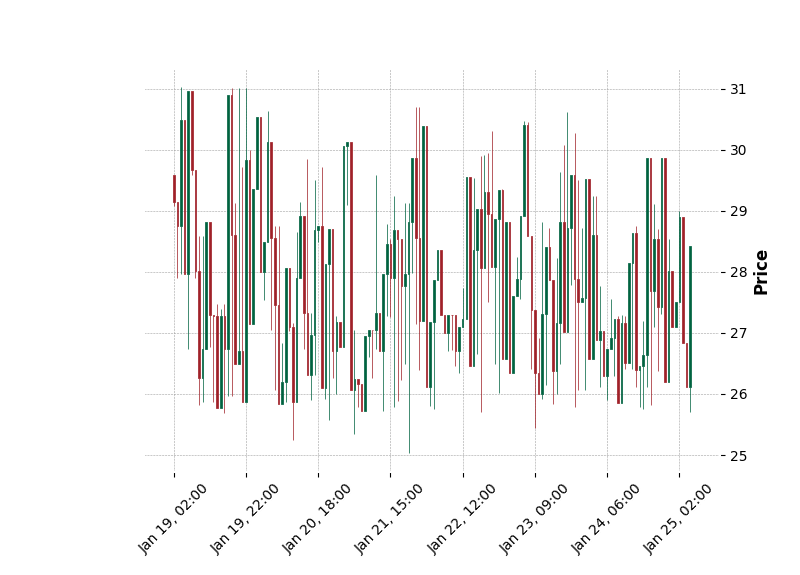 31
30
29
28
27
26
25
Price
Jan 19, 02:00
Jan 19, 22:00
Jan 20, 18:00
Jan 21, 15:00
Jan 22, 12:00
Jan 23, 09:00
Jan 24, 06:00
Jan 25, 02:00